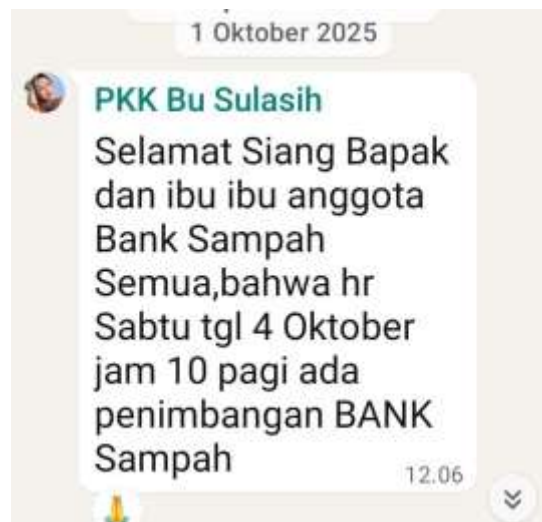 1 Oktober 2025
PKK Bu Sulasih
Selamat Siang Bapak
dan ibu ibu anggota
Bank Sampah
Semua,bahwa hr
Sabtu tgl 4 Oktober
jam 10 pagi ada
penimbangan BANK
Sampah
12.06